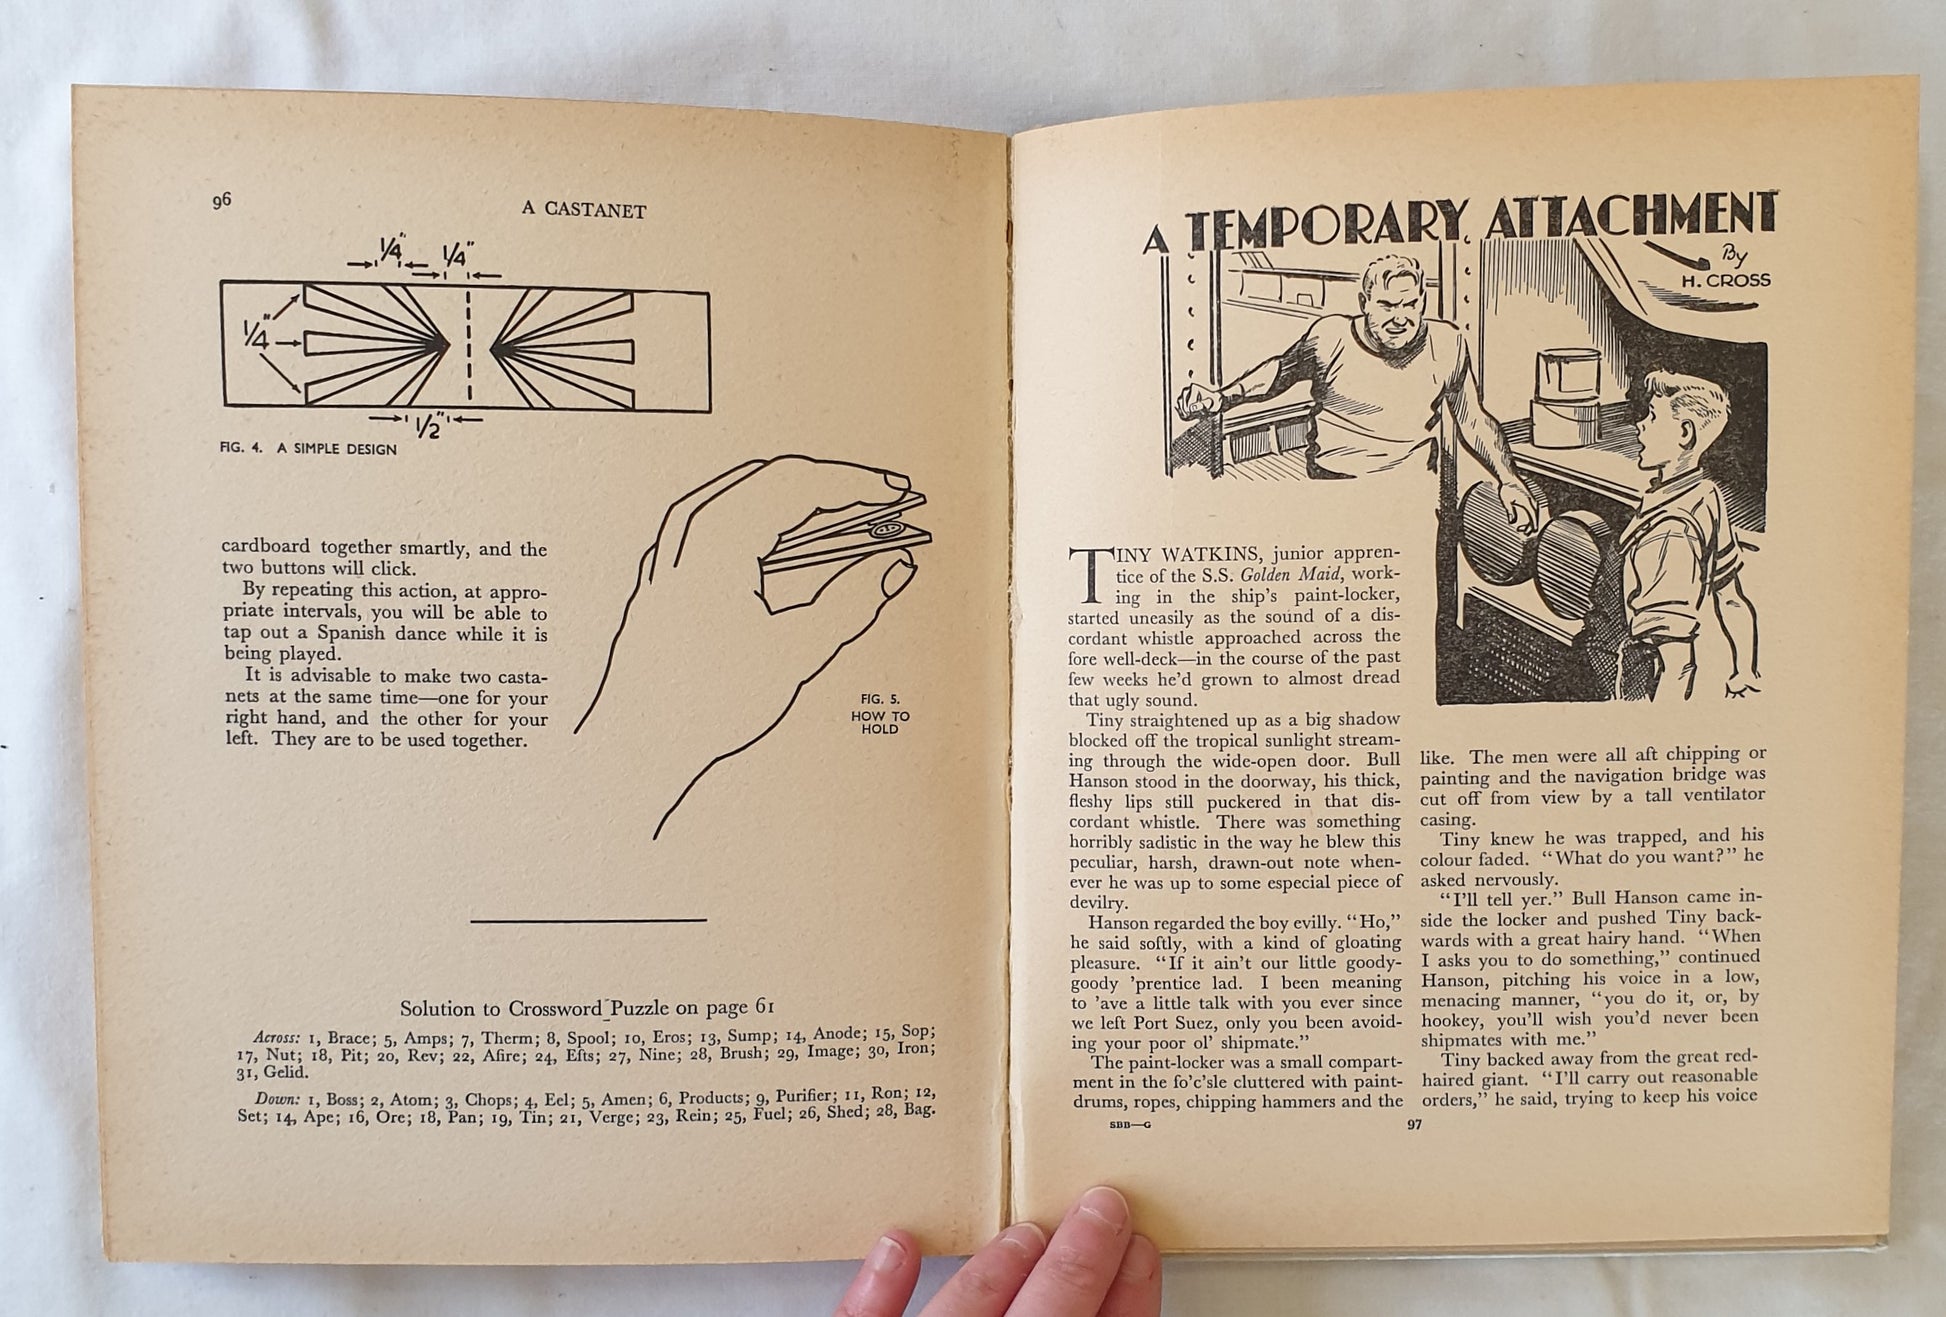 96
A CASTANET
1/4" 1/4"
1/4"
1/2"
FIG. 4. A SIMPLE DESIGN
cardboard together smartly, and the
two buttons will click.
By repeating this action, at appro-
priate intervals, you will be able to
tap out a Spanish dance while it is
being played.
It is advisable to make two casta-
nets at the same time—one for your
right hand, and the other for your
left. They are to be used together.
FIG. 5.
HOW TO
HOLD
Solution to Crossword Puzzle on page 61
Across: 1, Brace; 5, Amps; 7, Therm; 8, Spool; 10, Eros; 13, Sump; 14, Anode; 15, Sop;
17, Nut; 18, Pit; 20, Rev; 22, Afire; 24, Efts; 27, Nine; 28, Brush; 29, Image; 30, Iron;
31, Gelid.
Down: 1, Boss; 2, Atom; 3, Chops; 4, Eel; 5, Amen; 6, Products; 9, Purifier; 11, Ron; 12,
Set; 14, Ape; 16, Ore; 18, Pan; 19, Tin; 21, Verge; 23, Rein; 25, Fuel; 26, Shed; 28, Bag.
A TEMPORARY ATTACHMENT
By
H. CROSS
TINY WATKINS, junior appren-
tice of the S.S. Golden Maid, work-
ing in the ship's paint-locker,
started uneasily as the sound of a dis-
cordant whistle approached across the
fore well-deck—in the course of the past
few weeks he'd grown to almost dread
that ugly sound.
Tiny straightened up as a big shadow
blocked off the tropical sunlight stream-
ing through the wide-open door. Bull
Hanson stood in the doorway, his thick,
fleshy lips still puckered in that dis-
cordant whistle. There was something
horribly sadistic in the way he blew this
peculiar, harsh, drawn-out note when-
ever he was up to some especial piece of
devilry.
Hanson regarded the boy evilly. "Ho,"
he said softly, with a kind of gloating
pleasure. "If it ain't our little goody-
goody 'prentice lad. I been meaning
to 'ave a little talk with you ever since
we left Port Suez, only you been avoid-
ing your poor ol' shipmate."
The paint-locker was a small compart-
ment in the fo'c'sle cluttered with paint-
drums, ropes, chipping hammers and the
like. The men were all aft chipping or
painting and the navigation bridge was
cut off from view by a tall ventilator
casing.
Tiny knew he was trapped, and his
colour faded. "What do you want?" he
asked nervously.
"I'll tell yer." Bull Hanson came in-
side the locker and pushed Tiny back-
wards with a great hairy hand. "When
I asks you to do something," continued
Hanson, pitching his voice in a low,
menacing manner, "you do it, or, by
hookey, you'll wish you'd never been
shipmates with me."
Tiny backed away from the great red-
haired giant. "I'll carry out reasonable
orders," he said, trying to keep his voice
SBB—G
97